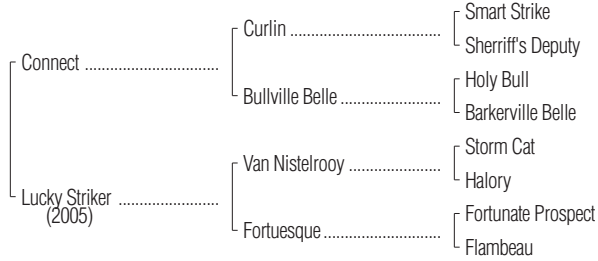 Smart Strike
Curlin
Sherriff's Deputy
Connect
Holy Bull
Bullville Belle
Barkerville Belle
Storm Cat
Van Nistelrooy
Halory
Lucky Striker
(2005)
Fortunate Prospect
Fortuesque
Flambeau